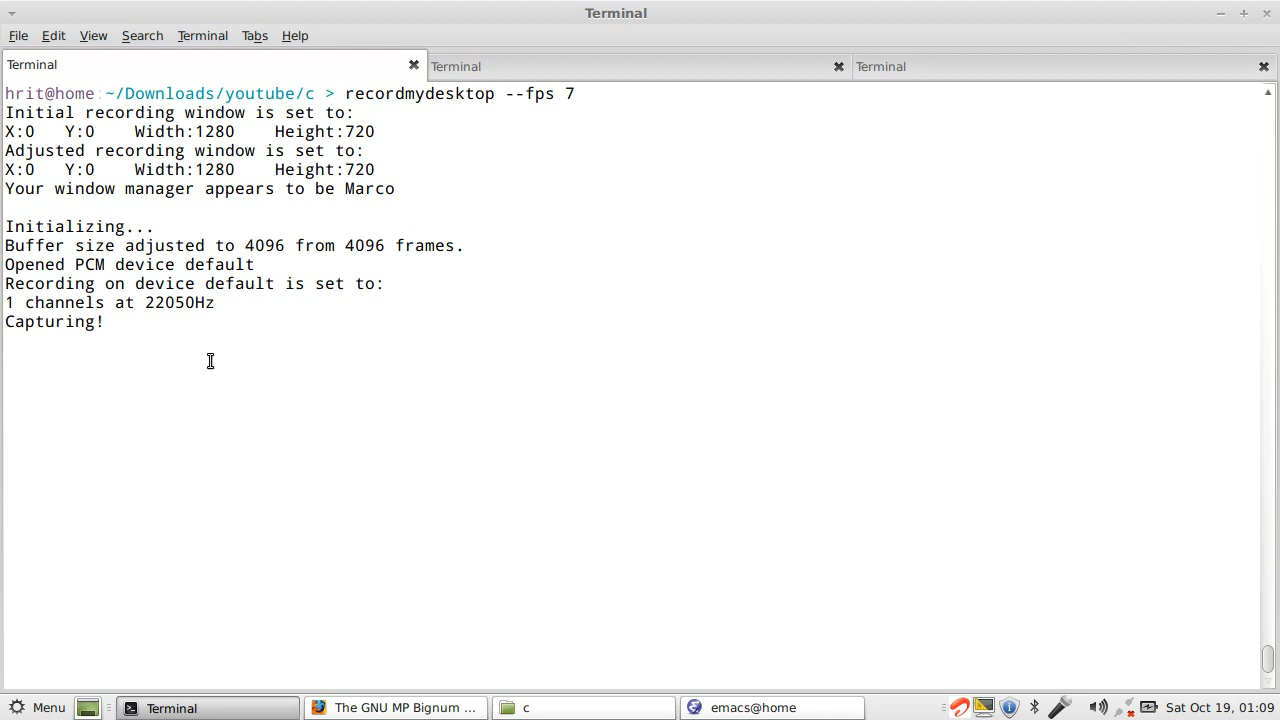 Terminal
File Edit View Search Terminal Tabs Help
Terminal
Terminal
Terminal
hrit@home:~/Downloads/youtube/c > recordmydesktop --fps 7
Initial recording window is set to:
X:0   Y:0    Width:1280    Height:720
Adjusted recording window is set to:
X:0   Y:0    Width:1280    Height:720
Your window manager appears to be Marco
Initializing...
Buffer size adjusted to 4096 from 4096 frames.
Opened PCM device default
Recording on device default is set to:
1 channels at 22050Hz
Capturing!
Menu Terminal The GNU MP Bignum ... c emacs@home Sat Oct 19, 01:09